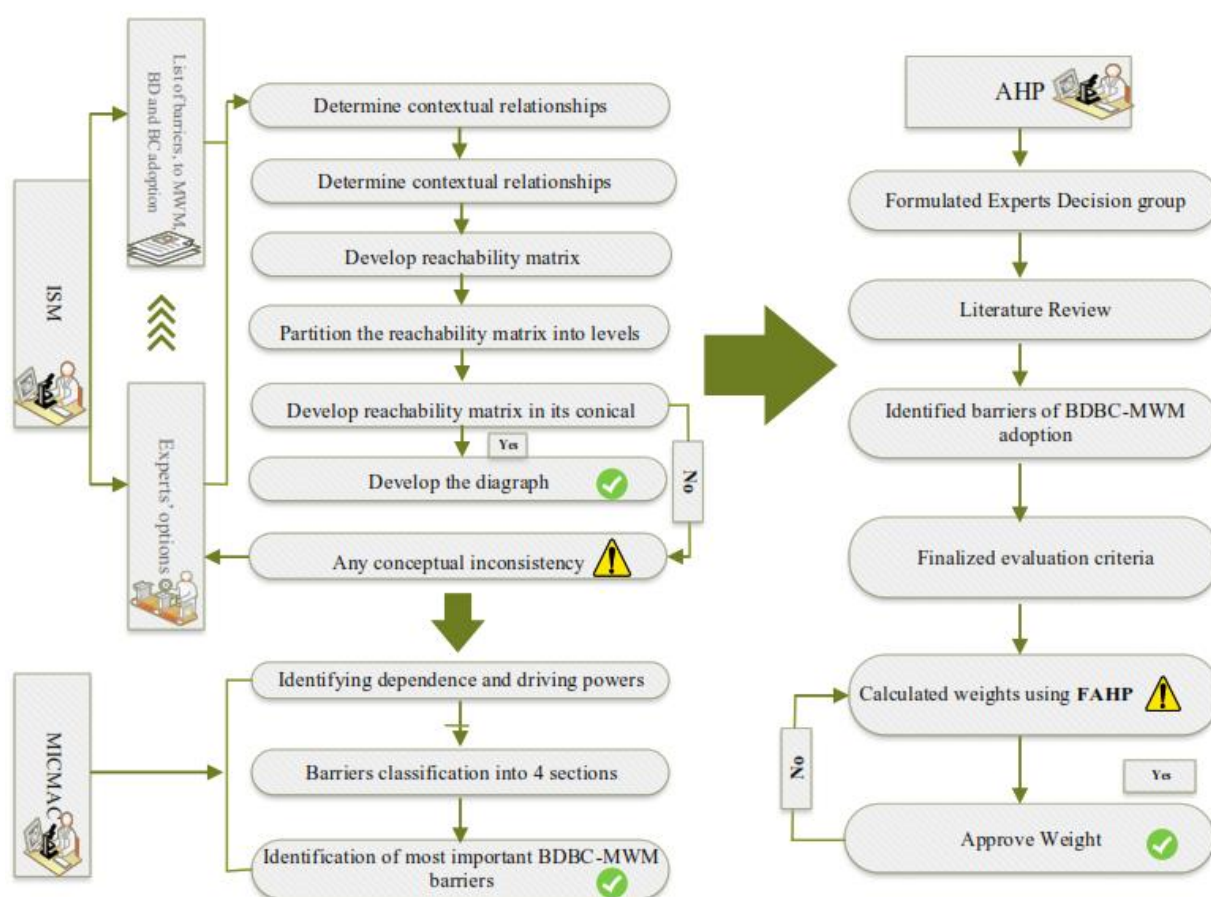 ISM
List of barriers, to MWM,
BD and BC adoption
Experts' options
Determine contextual relationships
Determine contextual relationships
Develop reachability matrix
Partition the reachability matrix into levels
Develop reachability matrix in its conical
Yes
No
Develop the diagraph
Any conceptual inconsistency
MICMAC
Identifying dependence and driving powers
Barriers classification into 4 sections
Identification of most important BDBC-MWM
barriers
AHP
Formulated Experts Decision group
Literature Review
Identified barriers of BDBC-MWM
adoption
Finalized evaluation criteria
Calculated weights using FAHP
No
Yes
Approve Weight